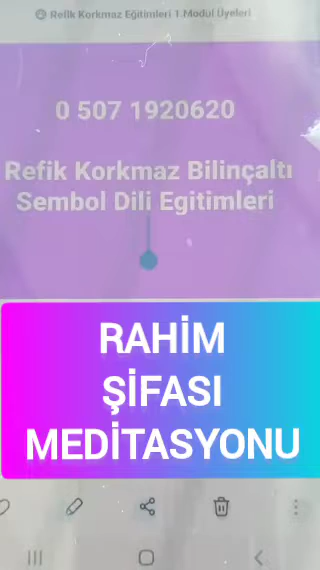 Refik Korkmaz Eğitimleri 1.Modul Üyeleri
0 507 1920620
Refik Korkmaz Bilinçaltı
Sembol Dili Egitimleri
RAHİM
ŞİFASI
MEDİTASYONU